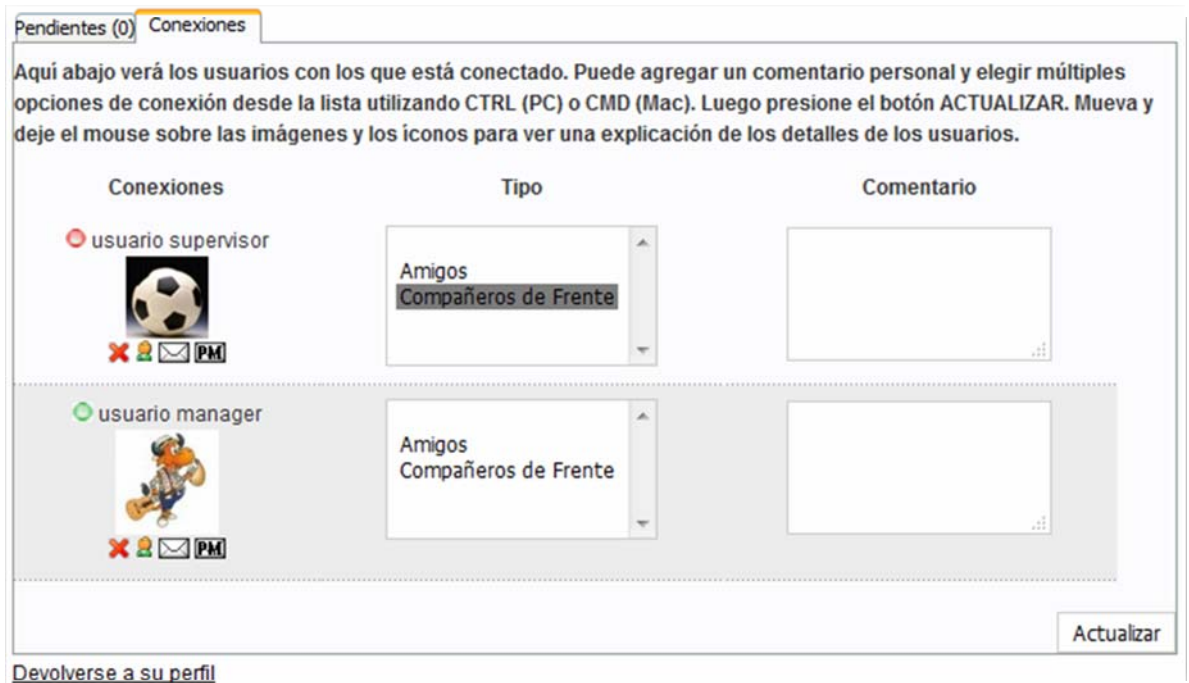 Pendientes (0) Conexiones
Aquí abajo verá los usuarios con los que está conectado. Puede agregar un comentario personal y elegir múltiples
opciones de conexión desde la lista utilizando CTRL (PC) o CMD (Mac). Luego presione el botón ACTUALIZAR. Mueva y
deje el mouse sobre las imágenes y los íconos para ver una explicación de los detalles de los usuarios.
Conexiones Tipo Comentario
usuario supervisor
Amigos
Compañeros de Frente
PM
usuario manager
Amigos
Compañeros de Frente
PM
Actualizar
Devolverse a su perfil